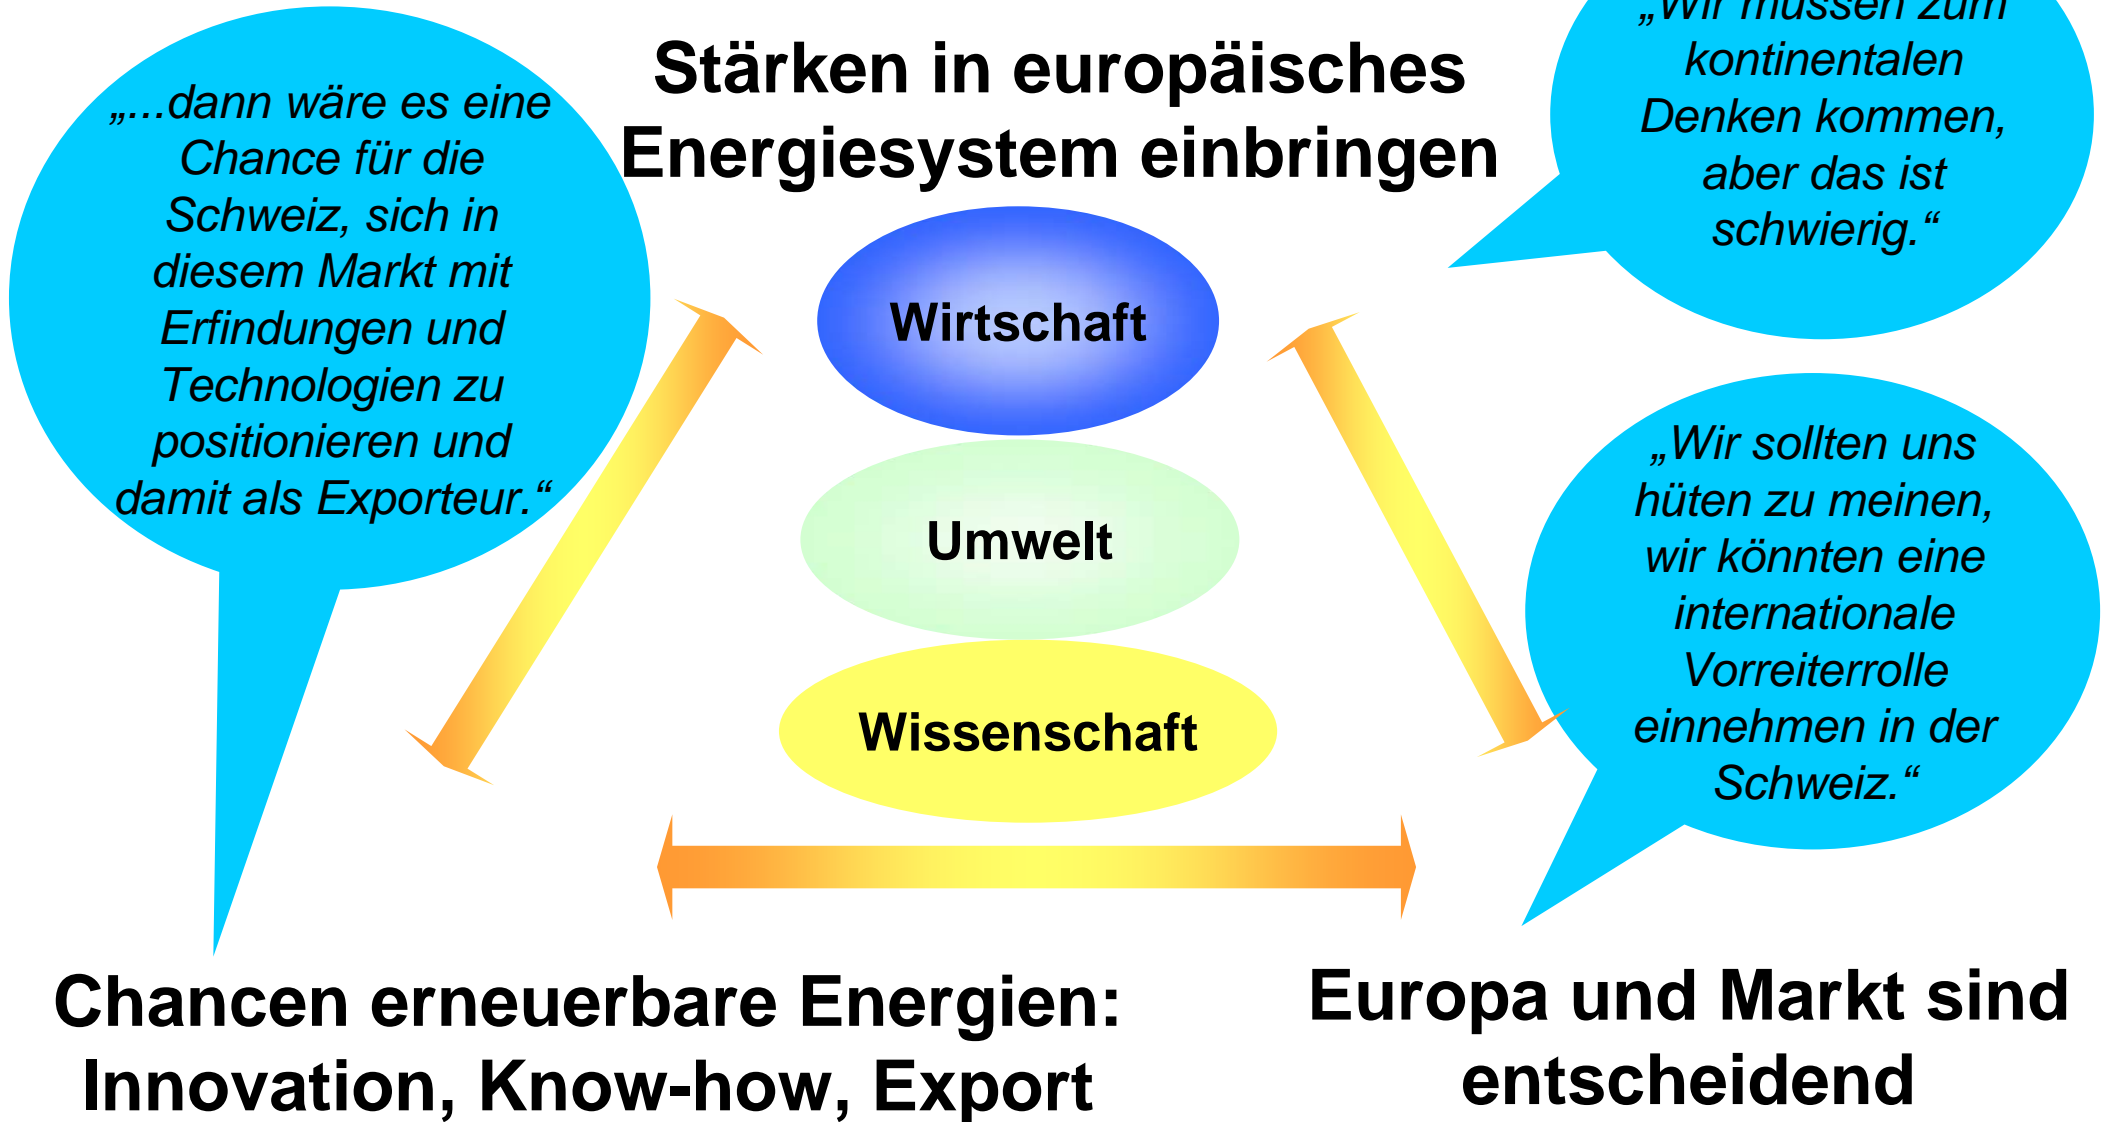 Stärken in europäisches
Energiesystem einbringen
„...dann wäre es eine
Chance für die
Schweiz, sich in
diesem Markt mit
Erfindungen und
Technologien zu
positionieren und
damit als Exporteur.“
„Wir müssen zum
kontinentalen
Denken kommen,
aber das ist
schwierig.“
Wirtschaft
Umwelt
Wissenschaft
„Wir sollten uns
hüten zu meinen,
wir könnten eine
internationale
Vorreiterrolle
einnehmen in der
Schweiz.“
Chancen erneuerbare Energien:
Innovation, Know-how, Export
Europa und Markt sind
entscheidend